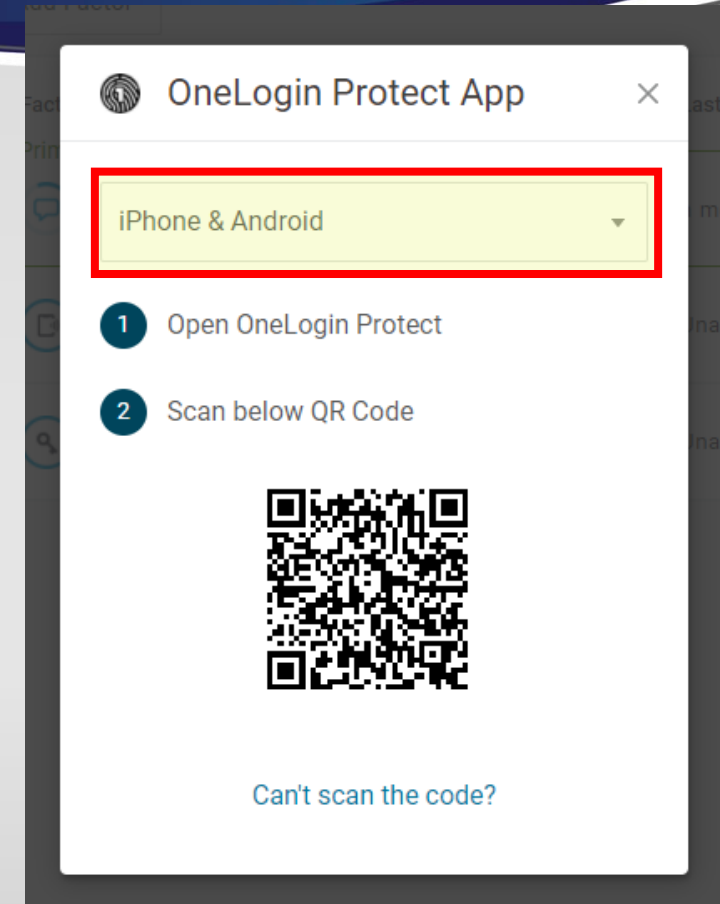 OneLogin Protect App
iPhone & Android
1 Open OneLogin Protect
2 Scan below QR Code
Can't scan the code?